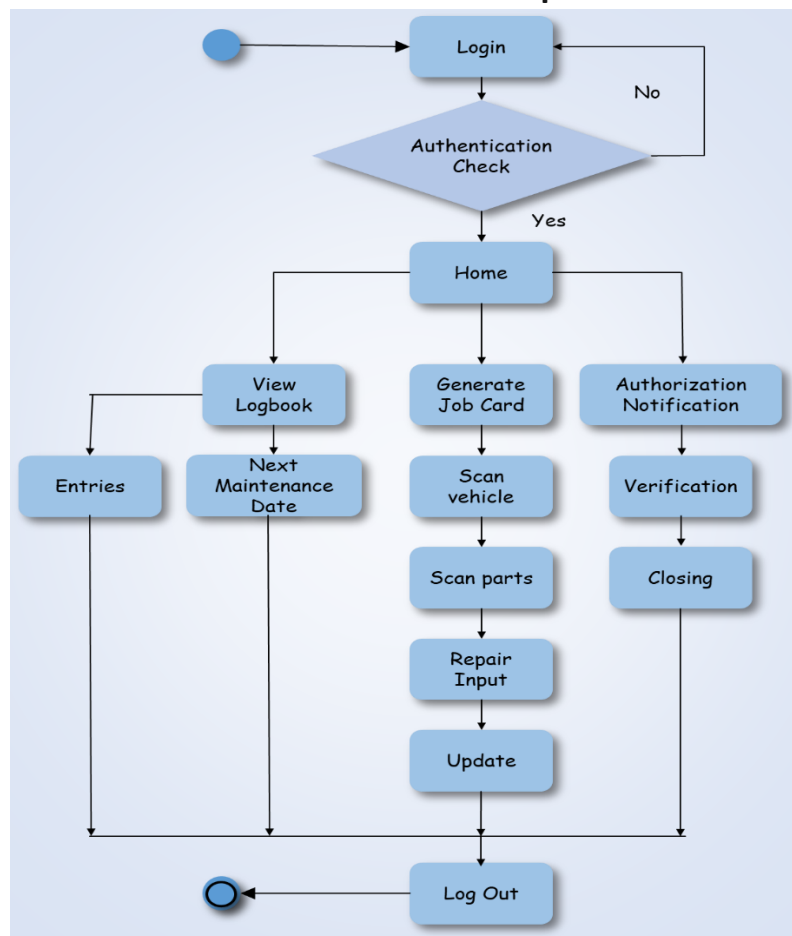 Login
No
Authentication
Check
Yes
Home
View
Logbook
Generate
Job Card
Authorization
Notification
Entries
Next
Maintenance
Date
Scan
vehicle
Verification
Scan parts
Closing
Repair
Input
Update
Log Out